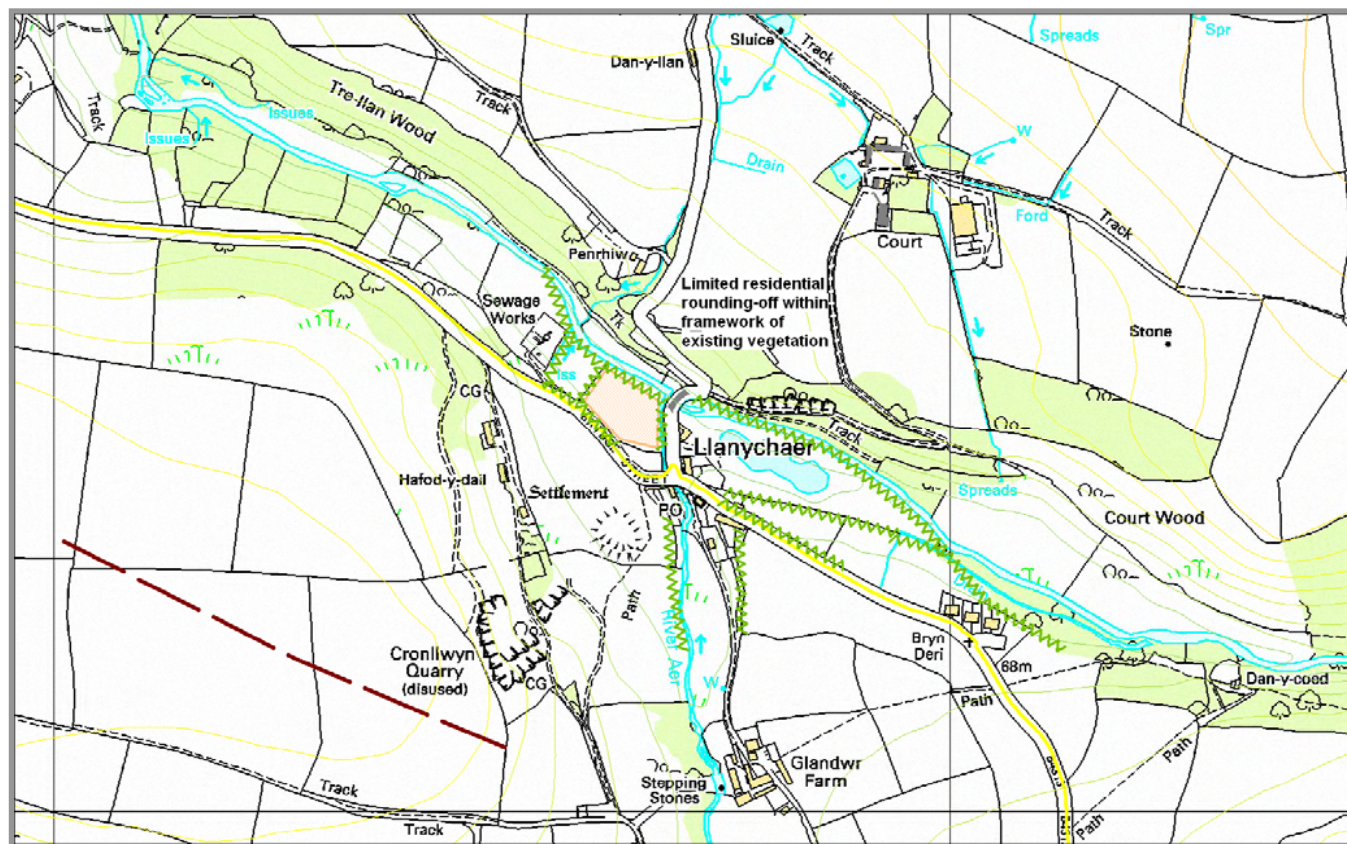 Sluice
Track
Spreads
Spr
Dan-y-llan
Track
Tre-llan Wood
Track
Issues
Issues
W
Drain
Ford
Track
Court
Penrhiw
Limited residential
rounding-off within
framework of
existing vegetation
Sewage
Works
Tk
Stone
Iss
CG
Track
Llanychaer
Hafod-y-dail
Settlement
Spreads
PO
Court Wood
Path
River Aer
Bryn
Deri
Cronllwyn
Quarry
(disused)
CG
68m
Dan-y-coed
W
Path
Path
Glandwr
Farm
Stepping
Stones
Track
Track
Path